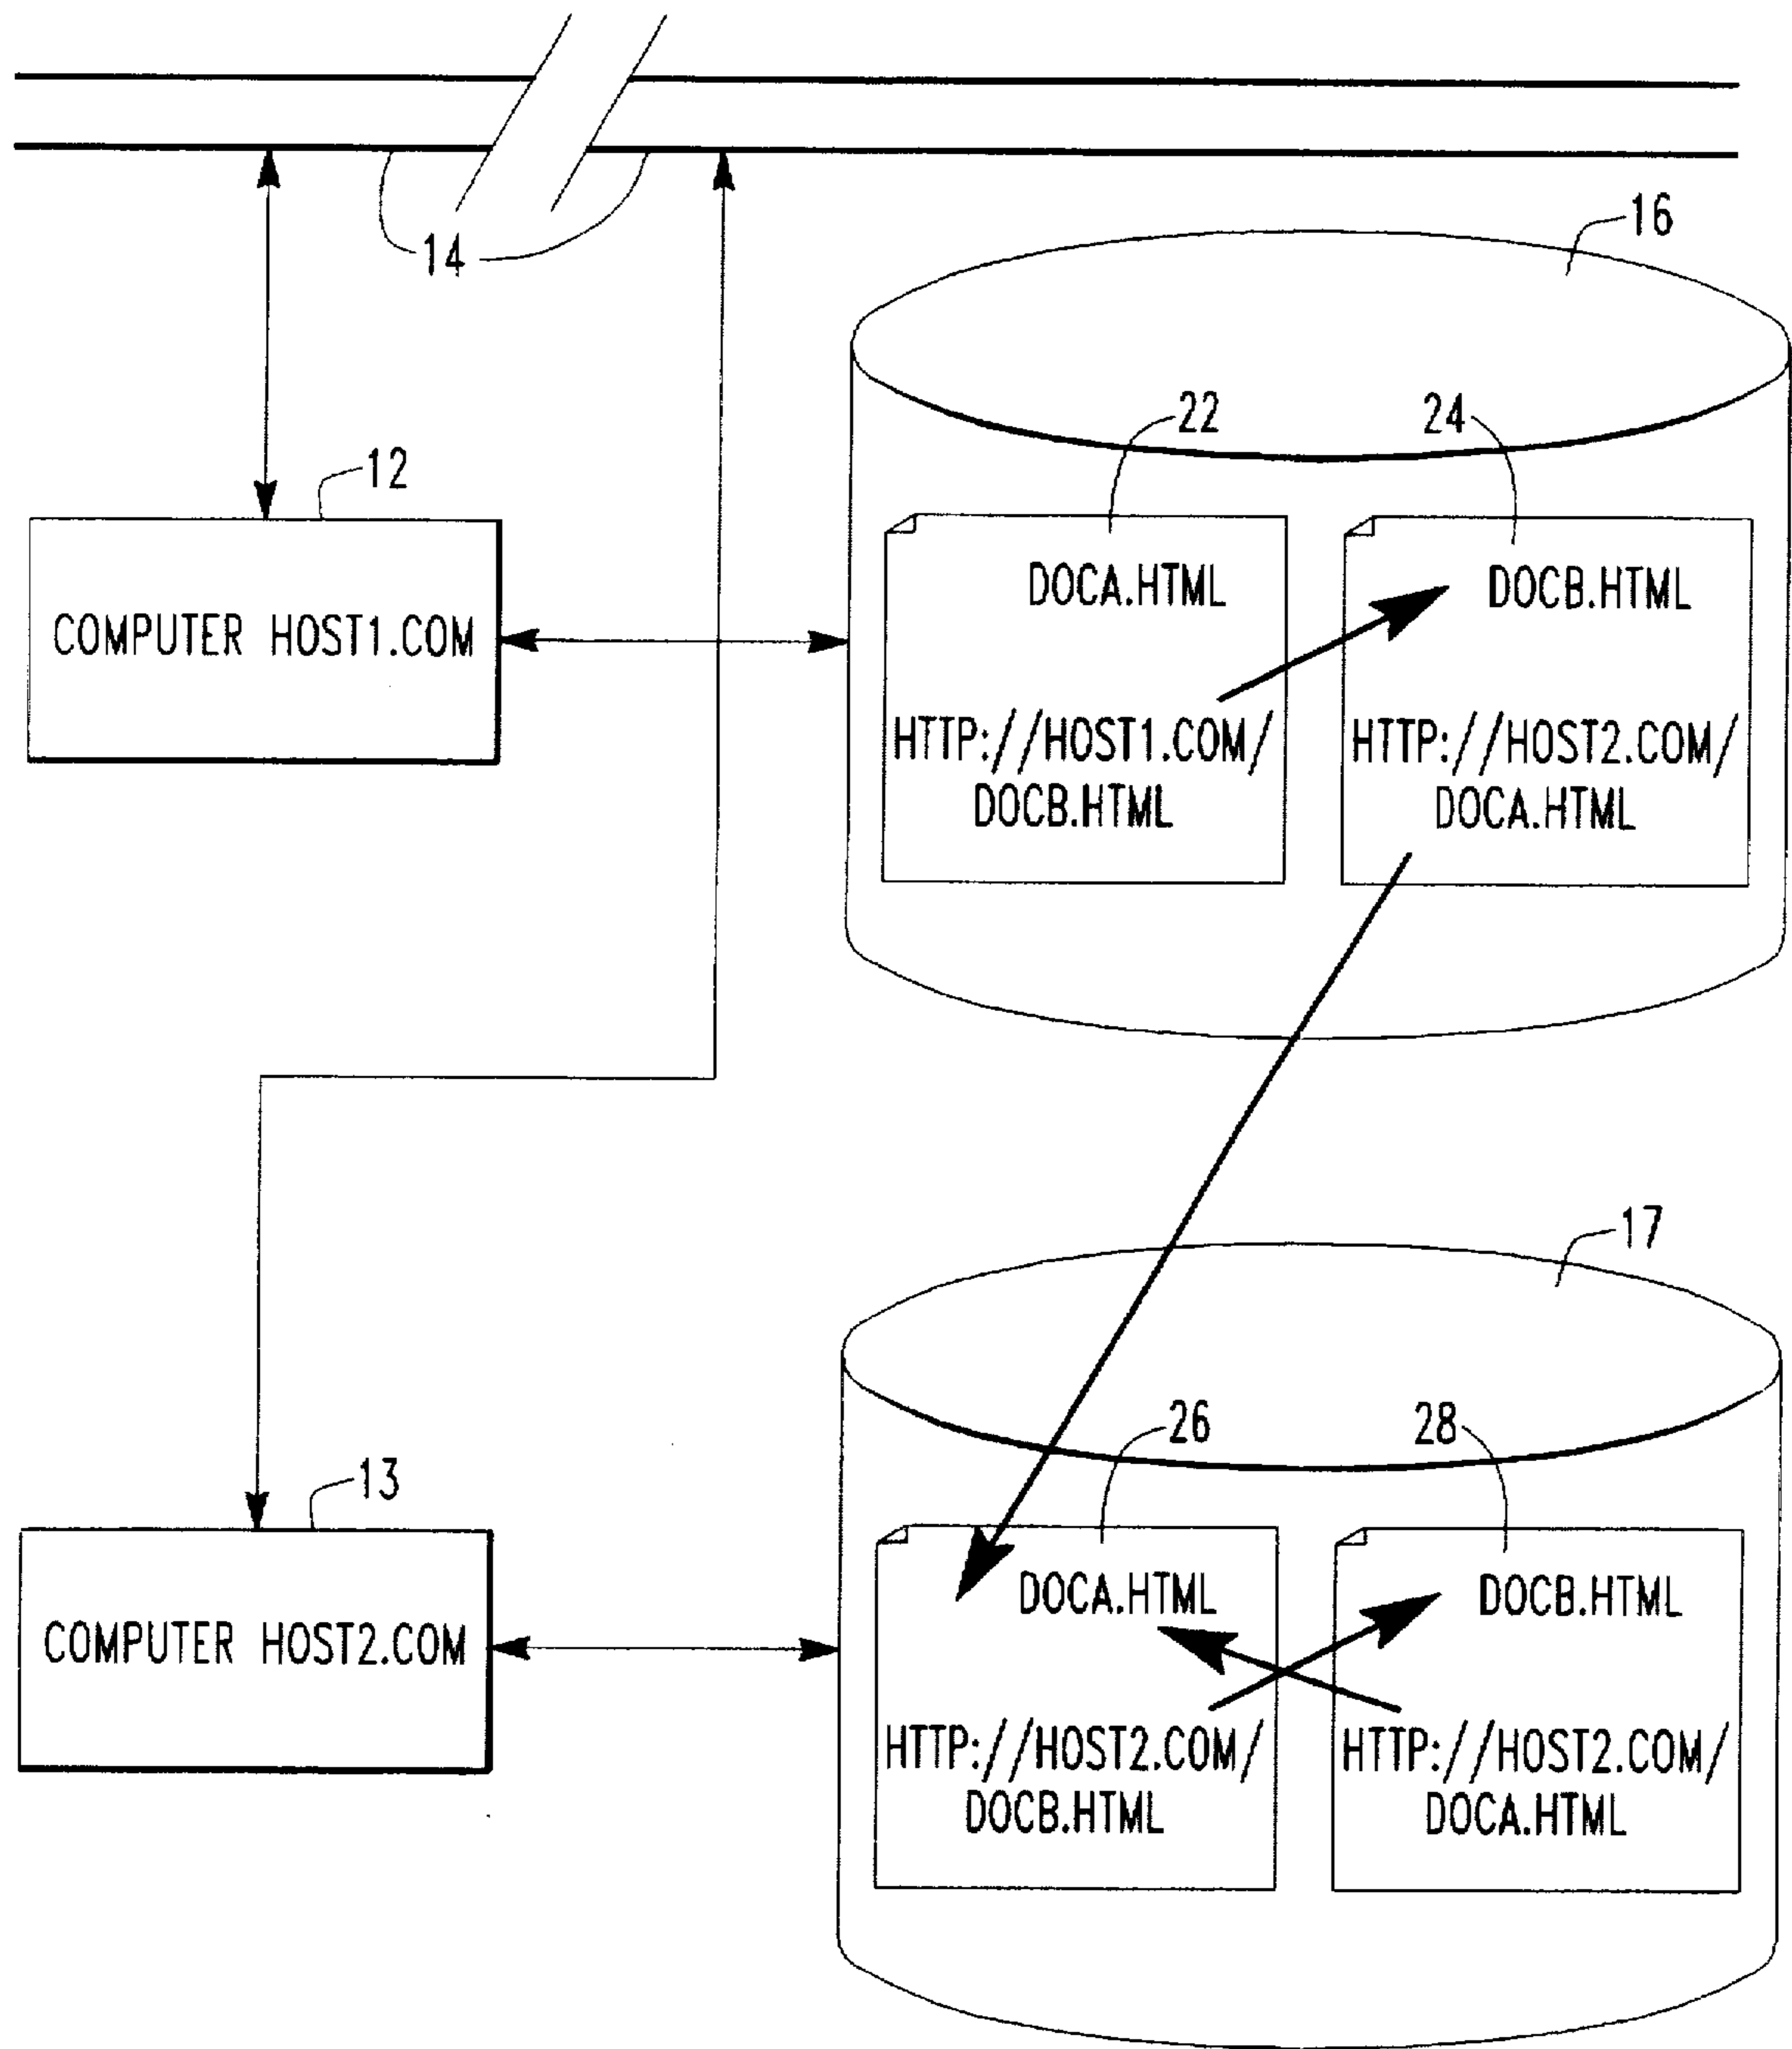 14
16
12
COMPUTER HOST1.COM
22
24
DOCA.HTML
HTTP://HOST1.COM/
DOCB.HTML
DOCB.HTML
HTTP://HOST2.COM/
DOCA.HTML
17
13
COMPUTER HOST2.COM
26
28
DOCA.HTML
HTTP://HOST2.COM/
DOCB.HTML
DOCB.HTML
HTTP://HOST2.COM/
DOCA.HTML